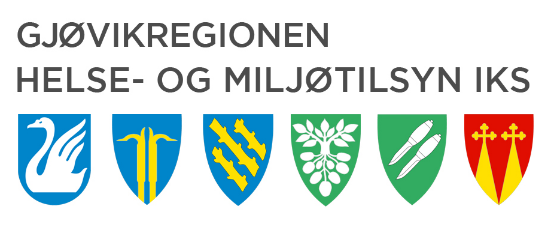 GJØVIKREGIONEN
HELSE- OG MILJØTILSYN IKS